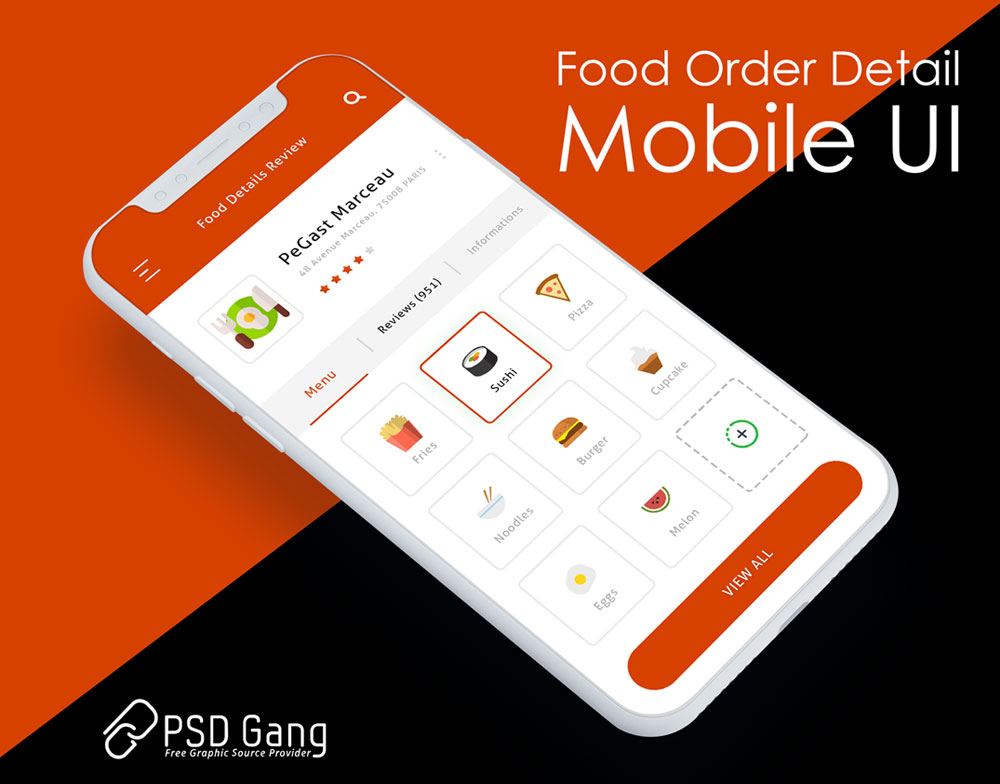 Food Order Detail
Mobile UI
Food Details Review
PeGast Marceau
48 Avenue Marceau, 75008 PARIS
Menu
Reviews (951)
Informations
Fries
Sushi
Pizza
Noodles
Burger
Cupcake
Eggs
Melon
VIEW ALL
PSD Gang
Free Graphic Source Provider